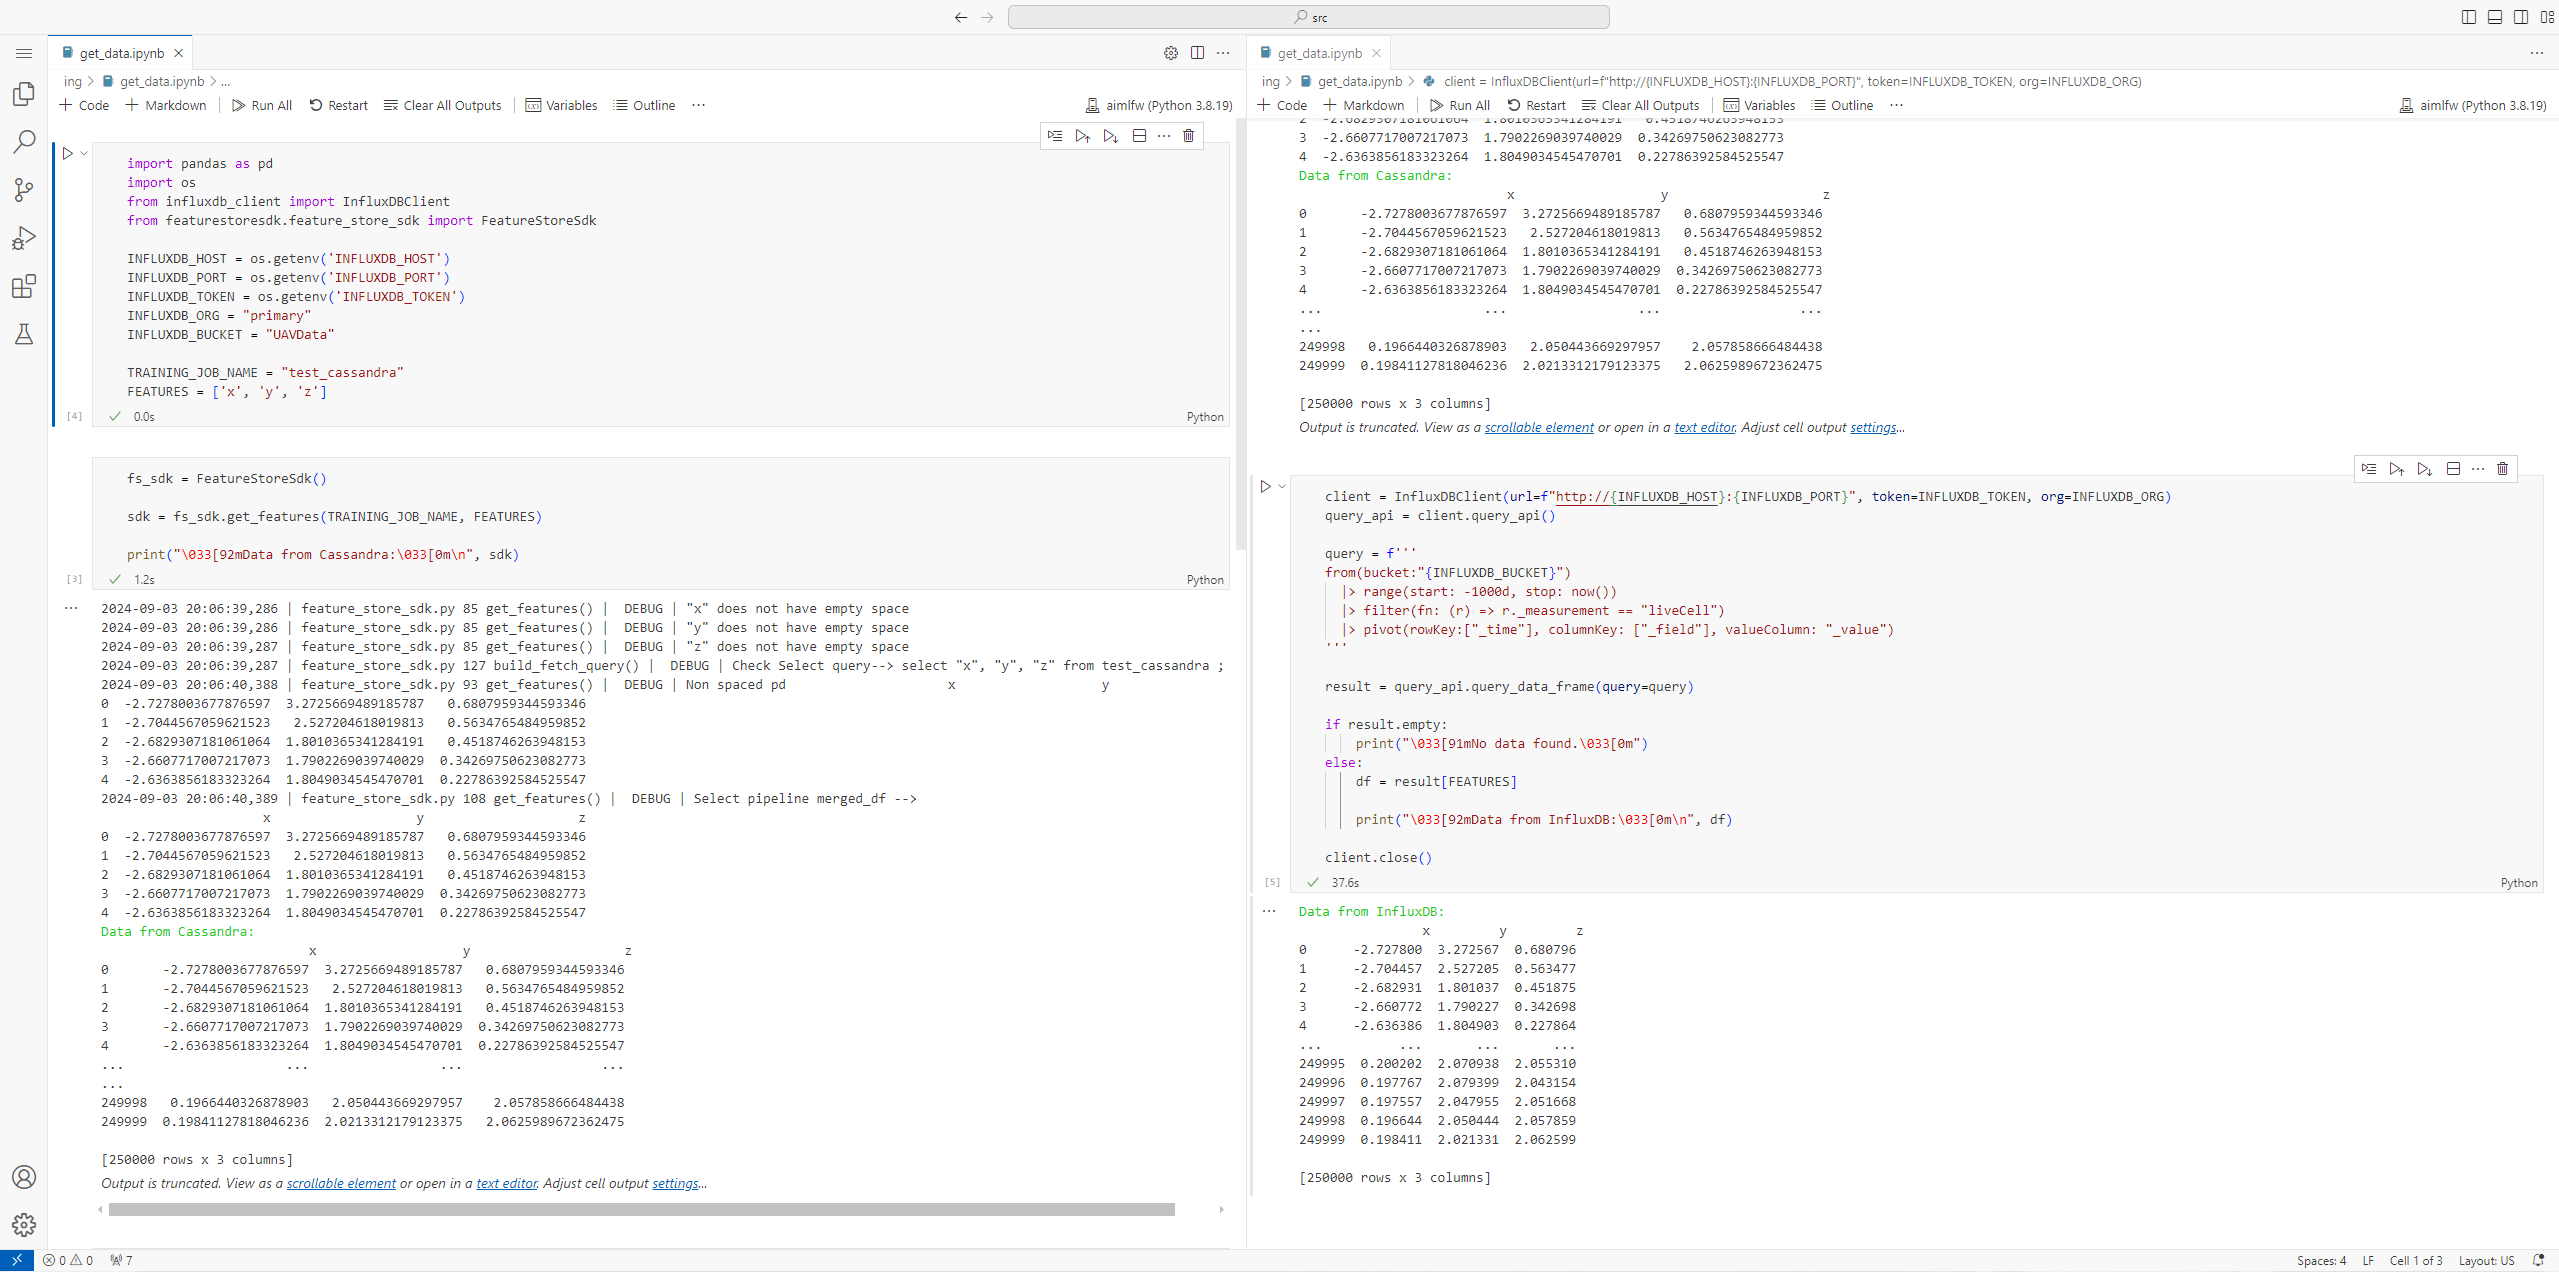 src
get_data.ipynb
ing > get_data.ipynb > ...
Code Markdown Run All Restart Clear All Outputs Variables Outline ... aimlfw (Python 3.8.19)
import pandas as pd
import os
from influxdb_client import InfluxDBClient
from featurestoresdk.feature_store_sdk import FeatureStoreSdk
INFLUXDB_HOST = os.getenv('INFLUXDB_HOST')
INFLUXDB_PORT = os.getenv('INFLUXDB_PORT')
INFLUXDB_TOKEN = os.getenv('INFLUXDB_TOKEN')
INFLUXDB_ORG = "primary"
INFLUXDB_BUCKET = "UAVData"
TRAINING_JOB_NAME = "test_cassandra"
FEATURES = ['x', 'y', 'z']
[4] 0.0s Python
fs_sdk = FeatureStoreSdk()
sdk = fs_sdk.get_features(TRAINING_JOB_NAME, FEATURES)
print("\033[92mData from Cassandra:\033[0m\n", sdk)
[3] 1.2s Python
2024-09-03 20:06:39,286 | feature_store_sdk.py 85 get_features() | DEBUG | "x" does not have empty space
2024-09-03 20:06:39,286 | feature_store_sdk.py 85 get_features() | DEBUG | "y" does not have empty space
2024-09-03 20:06:39,287 | feature_store_sdk.py 85 get_features() | DEBUG | "z" does not have empty space
2024-09-03 20:06:39,287 | feature_store_sdk.py 127 build_fetch_query() | DEBUG | Check Select query--> select "x", "y", "z" from test_cassandra ;
2024-09-03 20:06:40,388 | feature_store_sdk.py 93 get_features() | DEBUG | Non spaced pd x y
0 -2.7278003677876597 3.2725669489185787 0.6807959344593346
1 -2.7044567059621523 2.527204618019813 0.5634765484959852
2 -2.6829307181061064 1.8010365341284191 0.4518746263948153
3 -2.6607717007217073 1.7902269039740029 0.34269750623082773
4 -2.6363856183323264 1.8049034545470701 0.22786392584525547
2024-09-03 20:06:40,389 | feature_store_sdk.py 108 get_features() | DEBUG | Select pipeline merged_df -->
x y z
0 -2.7278003677876597 3.2725669489185787 0.6807959344593346
1 -2.7044567059621523 2.527204618019813 0.5634765484959852
2 -2.6829307181061064 1.8010365341284191 0.4518746263948153
3 -2.6607717007217073 1.7902269039740029 0.34269750623082773
4 -2.6363856183323264 1.8049034545470701 0.22786392584525547
Data from Cassandra:
x y z
0 -2.7278003677876597 3.2725669489185787 0.6807959344593346
1 -2.7044567059621523 2.527204618019813 0.5634765484959852
2 -2.6829307181061064 1.8010365341284191 0.4518746263948153
3 -2.6607717007217073 1.7902269039740029 0.34269750623082773
4 -2.6363856183323264 1.8049034545470701 0.22786392584525547
... ... ... ...
...
249998 0.1966440326878903 2.050443669297957 2.057858666484438
249999 0.19841127818046236 2.0213312179123375 2.0625989672362475
[250000 rows x 3 columns]
Output is truncated. View as a scrollable element or open in a text editor. Adjust cell output settings...
get_data.ipynb
ing > get_data.ipynb > client = InfluxDBClient(url=f"http://{INFLUXDB_HOST}:{INFLUXDB_PORT}", token=INFLUXDB_TOKEN, org=INFLUXDB_ORG)
Code Markdown Run All Restart Clear All Outputs Variables Outline ... aimlfw (Python 3.8.19)
2 -2.6829307181061064 1.8010365341284191 0.4518746263948153
3 -2.6607717007217073 1.7902269039740029 0.34269750623082773
4 -2.6363856183323264 1.8049034545470701 0.22786392584525547
Data from Cassandra:
x y z
0 -2.7278003677876597 3.2725669489185787 0.6807959344593346
1 -2.7044567059621523 2.527204618019813 0.5634765484959852
2 -2.6829307181061064 1.8010365341284191 0.4518746263948153
3 -2.6607717007217073 1.7902269039740029 0.34269750623082773
4 -2.6363856183323264 1.8049034545470701 0.22786392584525547
... ... ... ...
...
249998 0.1966440326878903 2.050443669297957 2.057858666484438
249999 0.19841127818046236 2.0213312179123375 2.0625989672362475
[250000 rows x 3 columns]
Output is truncated. View as a scrollable element or open in a text editor. Adjust cell output settings...
client = InfluxDBClient(url=f"http://{INFLUXDB_HOST}:{INFLUXDB_PORT}", token=INFLUXDB_TOKEN, org=INFLUXDB_ORG)
query_api = client.query_api()
query = f'''
from(bucket:"{INFLUXDB_BUCKET}")
|> range(start: -1000d, stop: now())
|> filter(fn: (r) => r._measurement == "liveCell")
|> pivot(rowKey:["_time"], columnKey: ["_field"], valueColumn: "_value")
'''
result = query_api.query_data_frame(query=query)
if result.empty:
print("\033[91mNo data found.\033[0m")
else:
df = result[FEATURES]
print("\033[92mData from InfluxDB:\033[0m\n", df)
client.close()
[5] 37.6s Python
Data from InfluxDB:
x y z
0 -2.727800 3.272567 0.680796
1 -2.704457 2.527205 0.563477
2 -2.682931 1.801037 0.451875
3 -2.660772 1.790227 0.342698
4 -2.636386 1.804903 0.227864
... ... ... ...
249995 0.200202 2.070938 2.055310
249996 0.197767 2.079399 2.043154
249997 0.197557 2.047955 2.051668
249998 0.196644 2.050444 2.057859
249999 0.198411 2.021331 2.062599
[250000 rows x 3 columns]
0 0 7 Spaces: 4 LF Cell 1 of 3 Layout: US